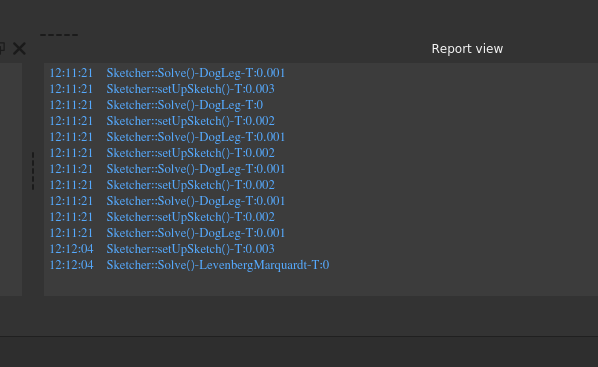 Report view
12:11:21 Sketcher::Solve()-DogLeg-T:0.001
12:11:21 Sketcher::setUpSketch()-T:0.003
12:11:21 Sketcher::Solve()-DogLeg-T:0
12:11:21 Sketcher::setUpSketch()-T:0.002
12:11:21 Sketcher::Solve()-DogLeg-T:0.001
12:11:21 Sketcher::setUpSketch()-T:0.002
12:11:21 Sketcher::Solve()-DogLeg-T:0.001
12:11:21 Sketcher::setUpSketch()-T:0.002
12:11:21 Sketcher::Solve()-DogLeg-T:0.001
12:11:21 Sketcher::setUpSketch()-T:0.002
12:11:21 Sketcher::Solve()-DogLeg-T:0.001
12:12:04 Sketcher::setUpSketch()-T:0.003
12:12:04 Sketcher::Solve()-LevenbergMarquardt-T:0